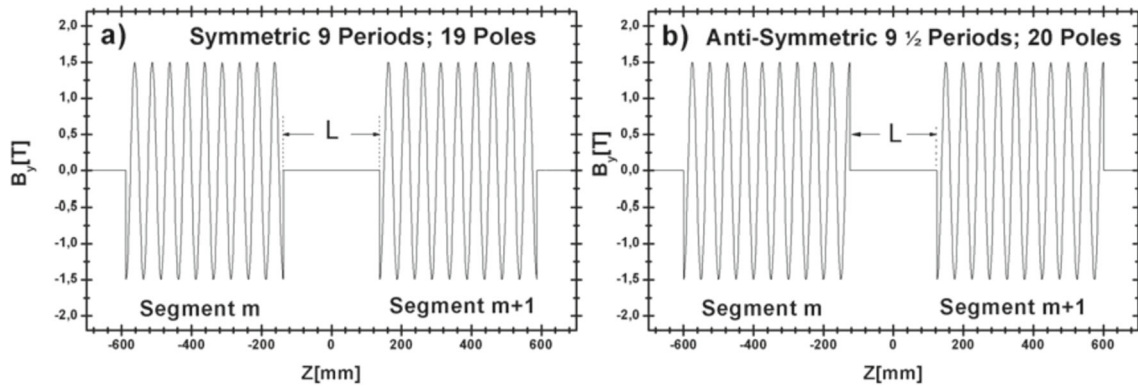 a) Symmetric 9 Periods; 19 Poles
2,0
1,5
1,0
0,5
0,0
-0,5
-1,0
-1,5
-2,0
By[T]
L
Segment m Segment m+1
-600 -400 -200 0 200 400 600
Z[mm]
b) Anti-Symmetric 9 ½ Periods; 20 Poles
2,0
1,5
1,0
0,5
0,0
-0,5
-1,0
-1,5
-2,0
By[T]
L
Segment m Segment m+1
-600 -400 -200 0 200 400 600
Z[mm]